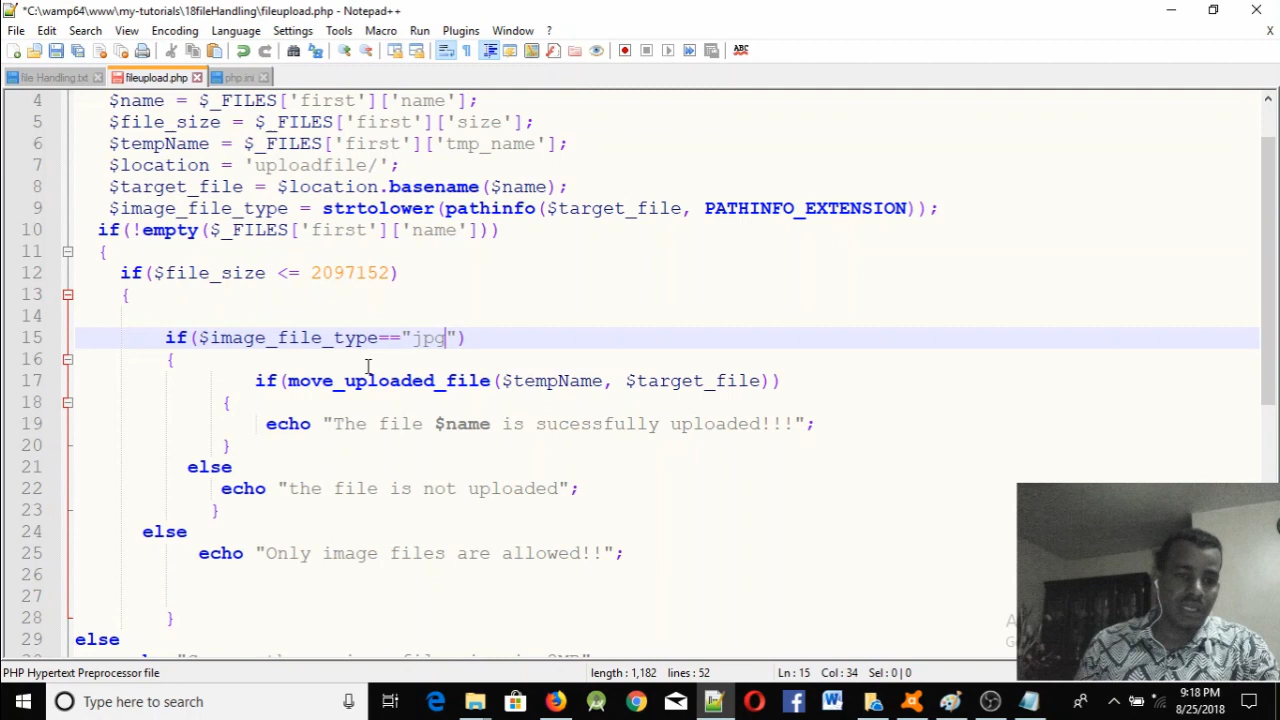 *C:\wamp64\www\my-tutorials\18fileHandling\fileupload.php - Notepad++
File Edit Search View Encoding Language Settings Tools Macro Run Plugins Window ? X
file Handling.txt fileupload.php php.ini
4 $name = $_FILES['first']['name'];
5 $file_size = $_FILES['first']['size'];
6 $tempName = $_FILES['first']['tmp_name'];
7 $location = 'uploadfile/';
8 $target_file = $location.basename($name);
9 $image_file_type = strtolower(pathinfo($target_file, PATHINFO_EXTENSION));
10 if(!empty($_FILES['first']['name']))
11 {
12 if($file_size <= 2097152)
13 {
14
15 if($image_file_type=="jpg")
16 {
17 if(move_uploaded_file($tempName, $target_file))
18 {
19 echo "The file $name is sucessfully uploaded!!!";
20 }
21 else
22 echo "the file is not uploaded";
23 }
24 else
25 echo "Only image files are allowed!!";
26
27
28 }
29 else
PHP Hypertext Preprocessor file length : 1,182 lines : 52 Ln : 15 Col : 34 Sel : 0 | 0
Type here to search
9:18 PM
8/25/2018